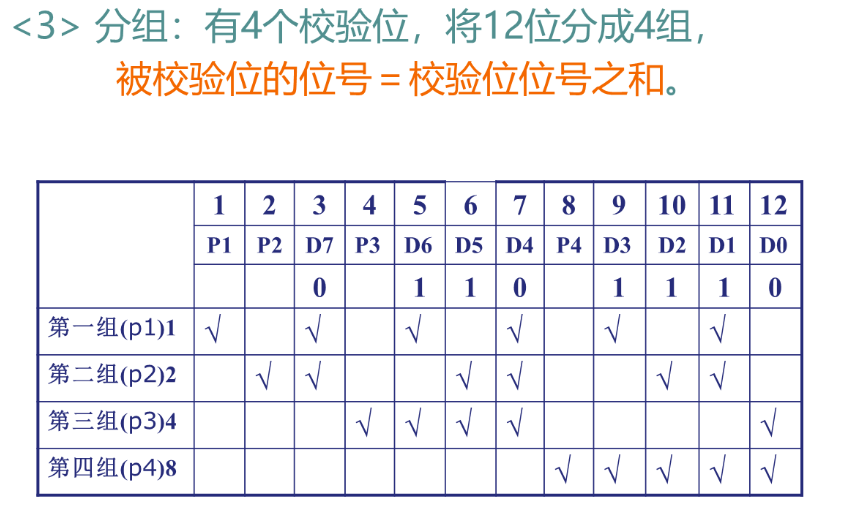 <3> 分组：有4个校验位，将12位分成4组，
被校验位的位号＝校验位位号之和。
1 2 3 4 5 6 7 8 9 10 11 12
P1 P2 D7 P3 D6 D5 D4 P4 D3 D2 D1 D0
0 1 1 0 1 1 1 0
第一组(p1)1 √ √ √ √ √ √
第二组(p2)2 √ √ √ √ √ √
第三组(p3)4 √ √ √ √ √
第四组(p4)8 √ √ √ √ √